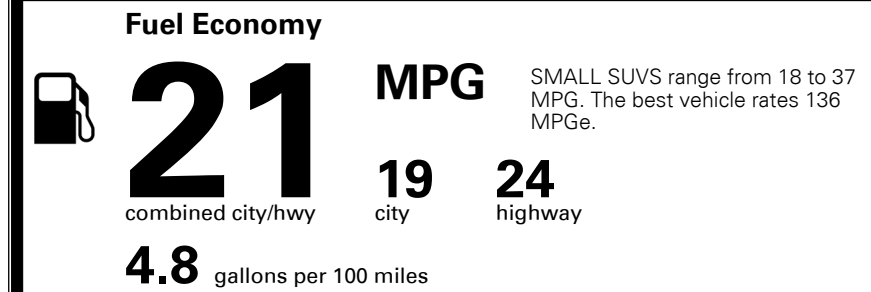 Fuel Economy
21
MPG
SMALL SUVS range from 18 to 37
MPG. The best vehicle rates 136
MPGe.
19
24
combined city/hwy
city
highway
4.8 gallons per 100 miles